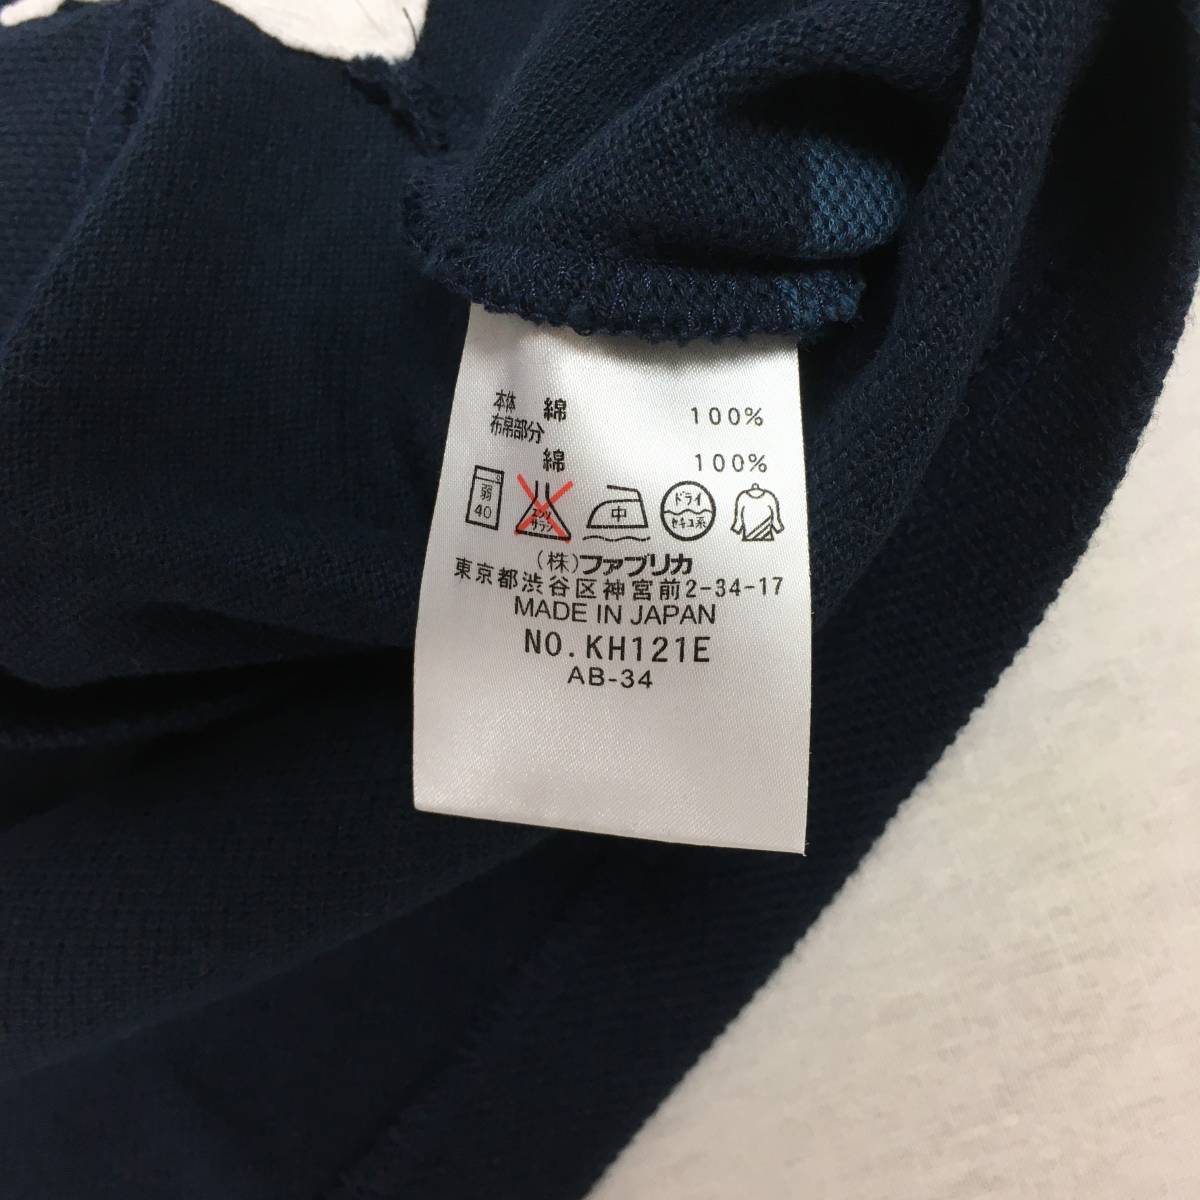 本体 綿 100%
布帛部分
綿 100%
弱
40
エンソ
サラシ
中
ドライ
セキユ系
(株)ファブリカ
東京都渋谷区神宮前2-34-17
MADE IN JAPAN
NO.KH121E
AB-34